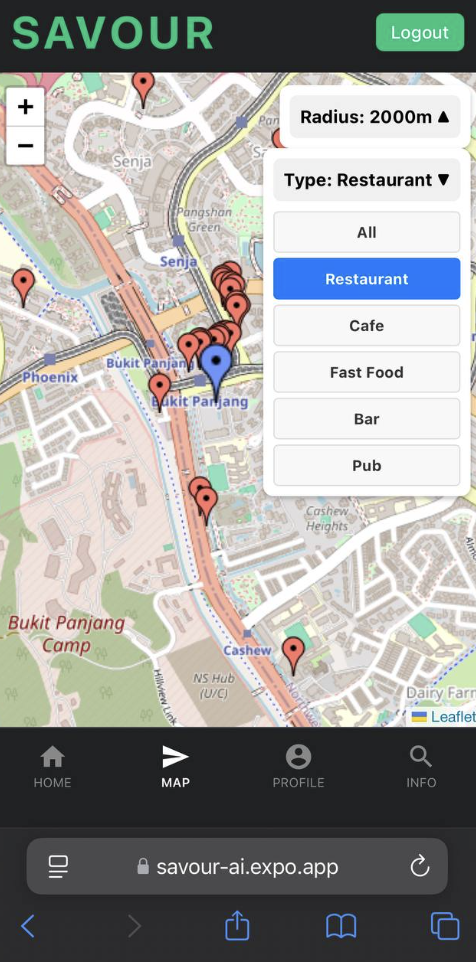 SAVOUR
Logout
+
−
Radius: 2000m ▲
Type: Restaurant ▼
All
Restaurant
Cafe
Fast Food
Bar
Pub
Senja
Pangshan
Green
Senja
Bukit Panjang
Phoenix
Bukit Panjang
Cashew
Heights
Bukit Panjang
Camp
Cashew
NS Hub
(U/C)
Hillview Link
Dairy Farm
Leaflet
HOME
MAP
PROFILE
INFO
savour-ai.expo.app